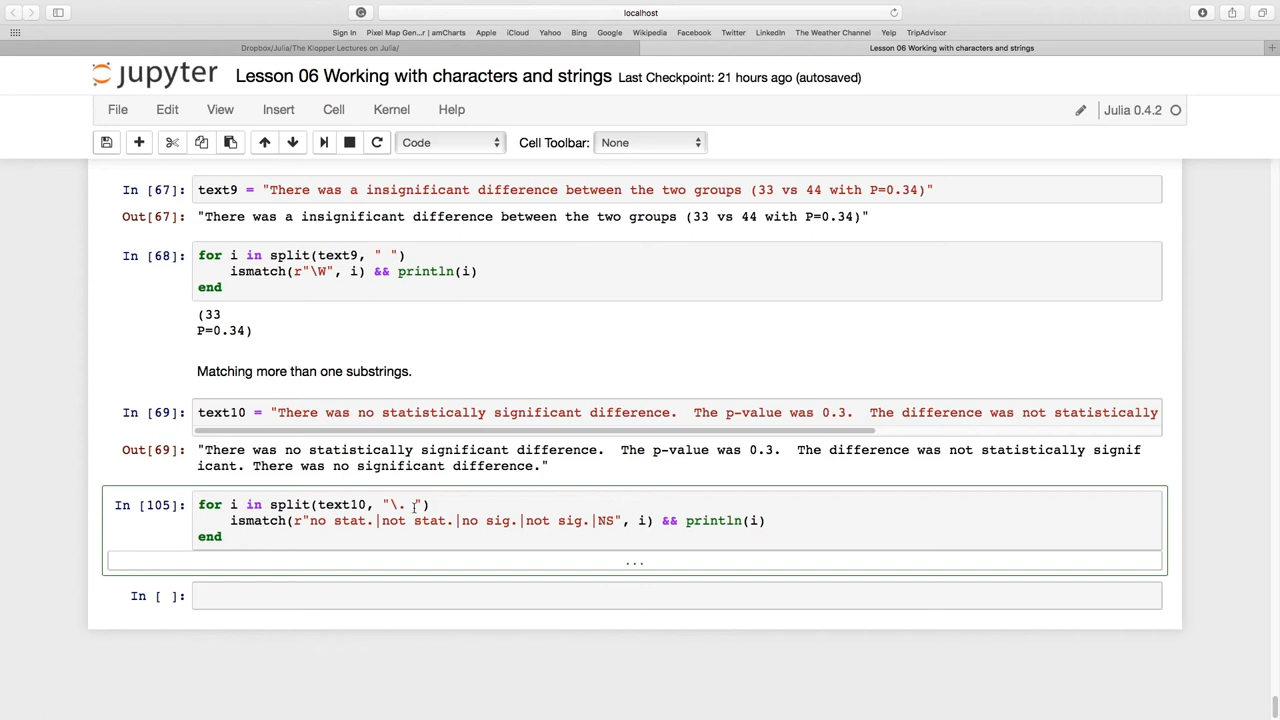 localhost
Sign In Pixel Map Gen...r | amCharts Apple iCloud Yahoo Bing Google Wikipedia Facebook Twitter LinkedIn The Weather Channel Yelp TripAdvisor
Dropbox/Julia/The Klopper Lectures on Julia/ Lesson 06 Working with characters and strings
jupyter Lesson 06 Working with characters and strings Last Checkpoint: 21 hours ago (autosaved)
File Edit View Insert Cell Kernel Help Julia 0.4.2
Code Cell Toolbar: None
In [67]: text9 = "There was a insignificant difference between the two groups (33 vs 44 with P=0.34)"
Out[67]: "There was a insignificant difference between the two groups (33 vs 44 with P=0.34)"
In [68]: for i in split(text9, " ")
ismatch(r"\W", i) && println(i)
end
(33
P=0.34)
Matching more than one substrings.
In [69]: text10 = "There was no statistically significant difference.  The p-value was 0.3.  The difference was not statistically
Out[69]: "There was no statistically significant difference.  The p-value was 0.3.  The difference was not statistically signif
icant. There was no significant difference."
In [105]: for i in split(text10, "\. ")
ismatch(r"no stat.|not stat.|no sig.|not sig.|NS", i) && println(i)
end
...
In [ ]: